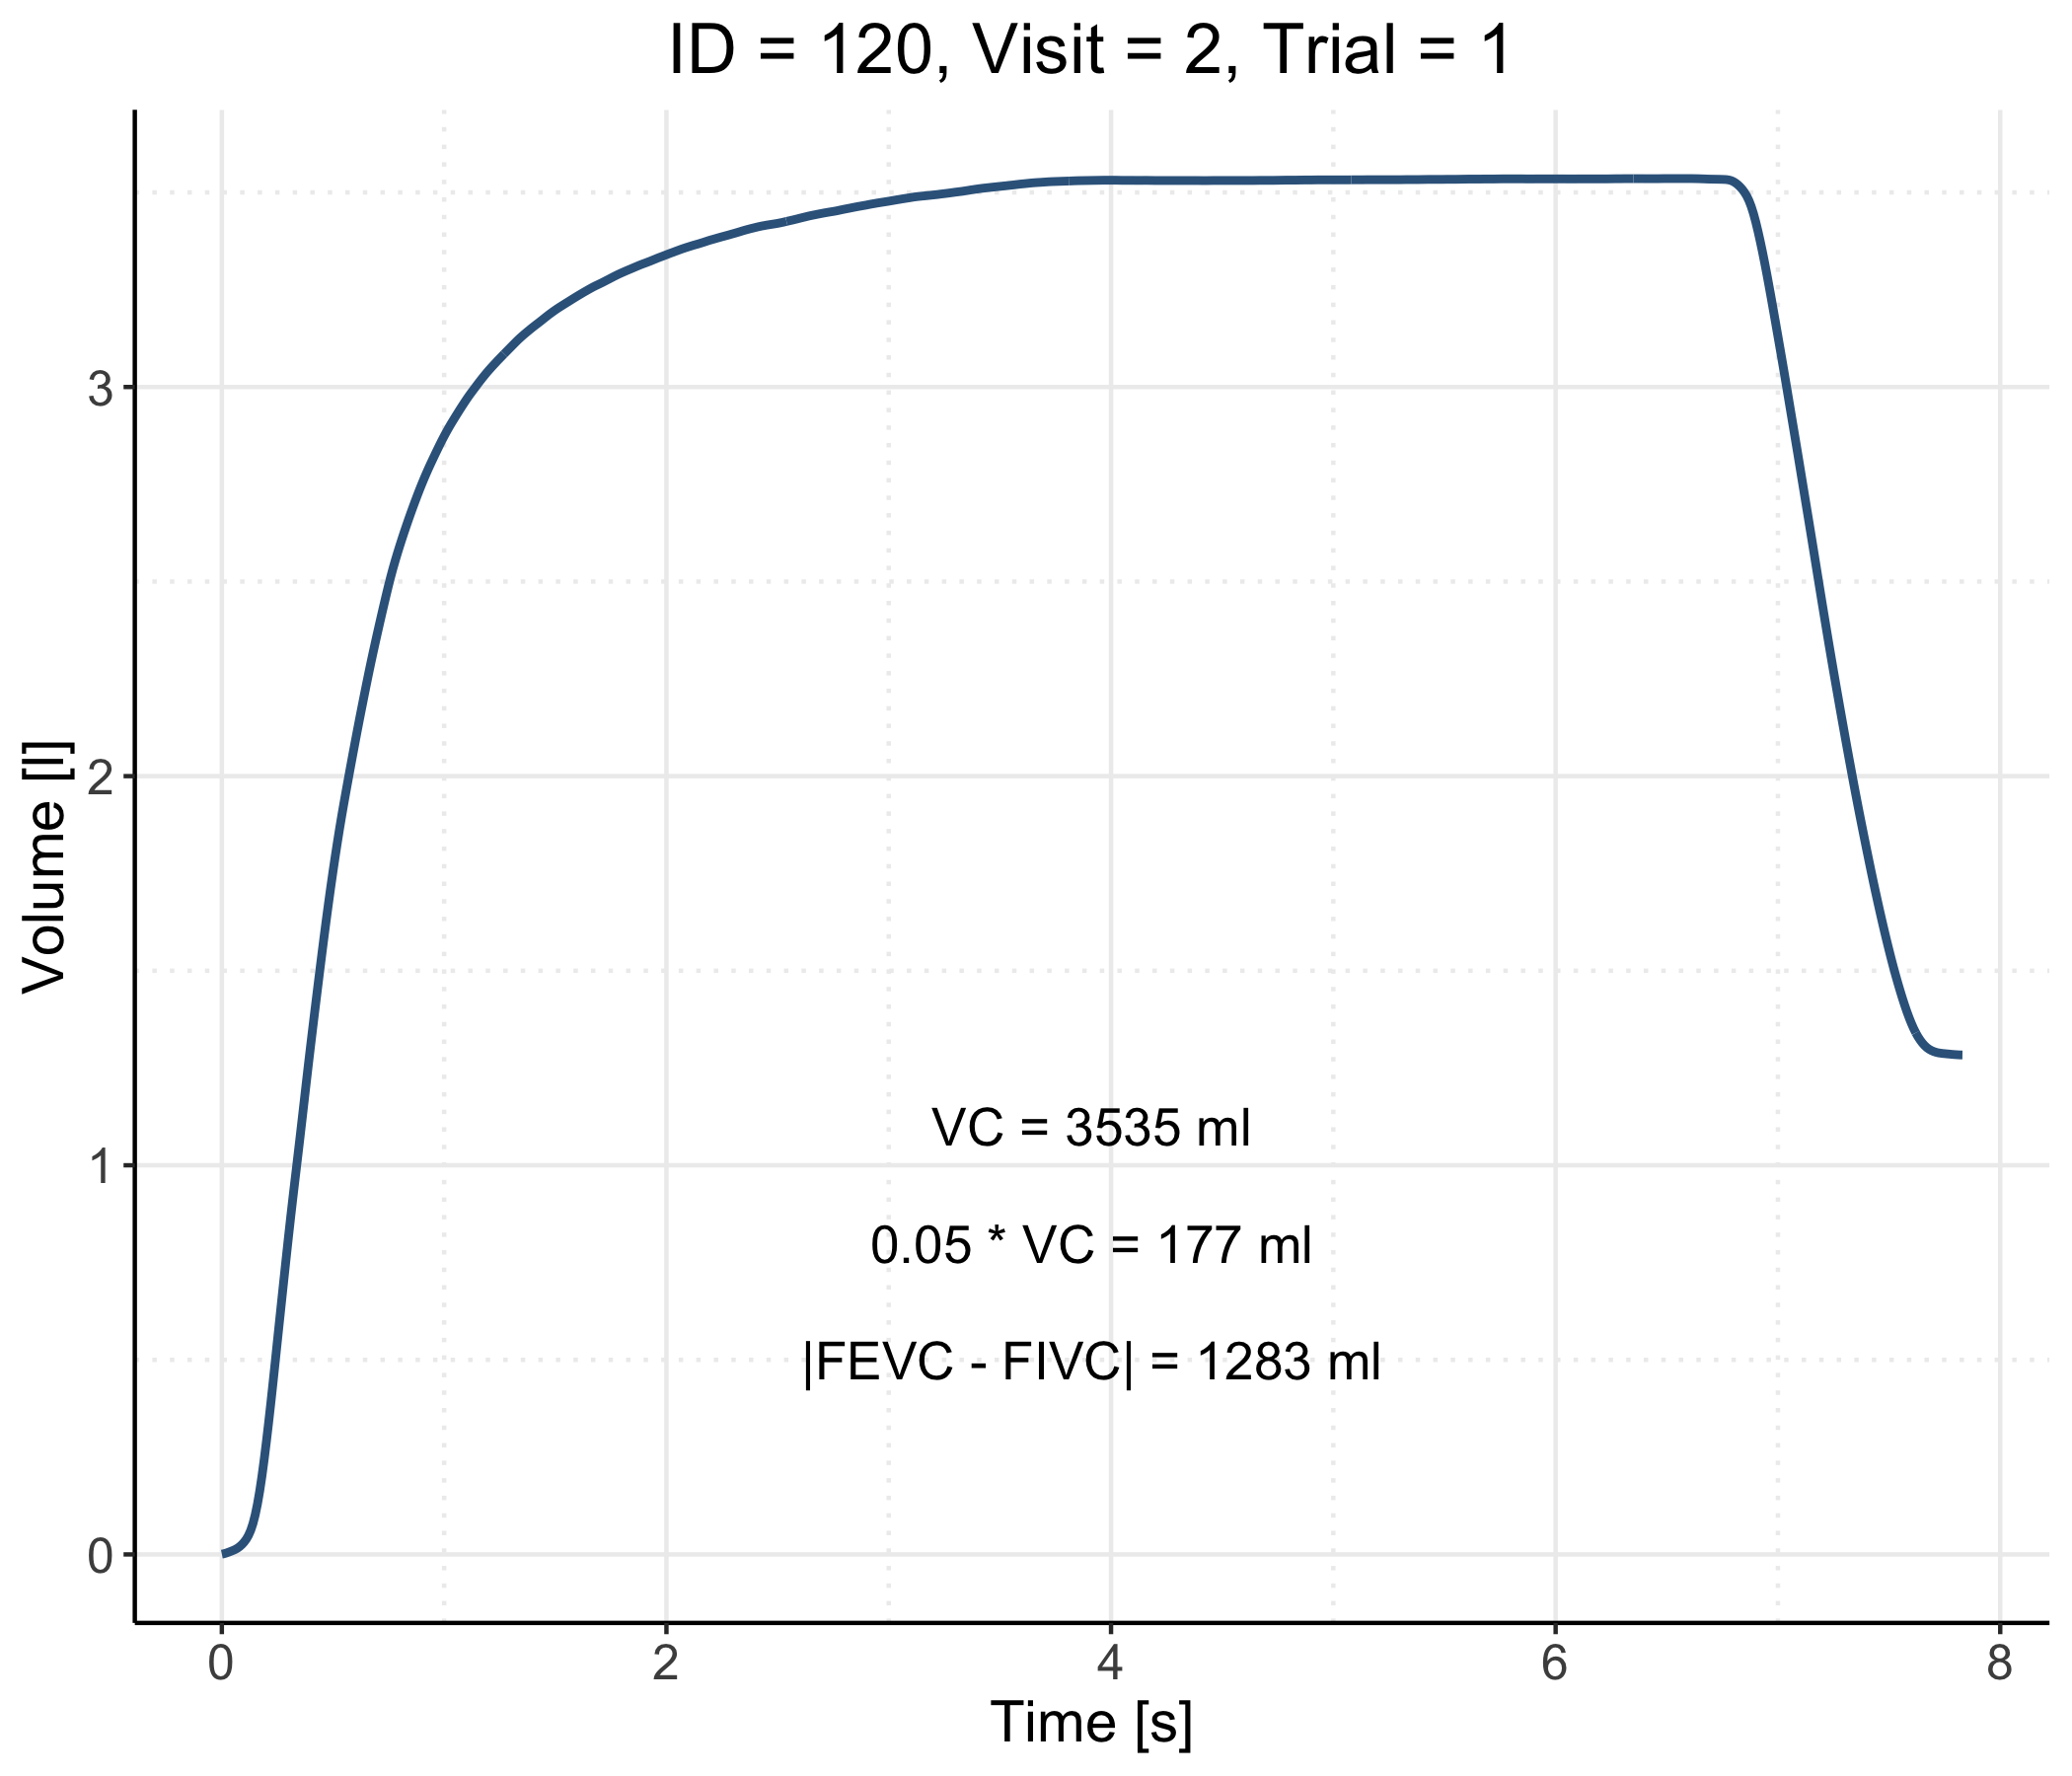 ID = 120, Visit = 2, Trial = 1
Volume [l]
3
2
1
0
VC = 3535 ml
0.05 * VC = 177 ml
|FEVC - FIVC| = 1283 ml
0 2 4 6 8
Time [s]